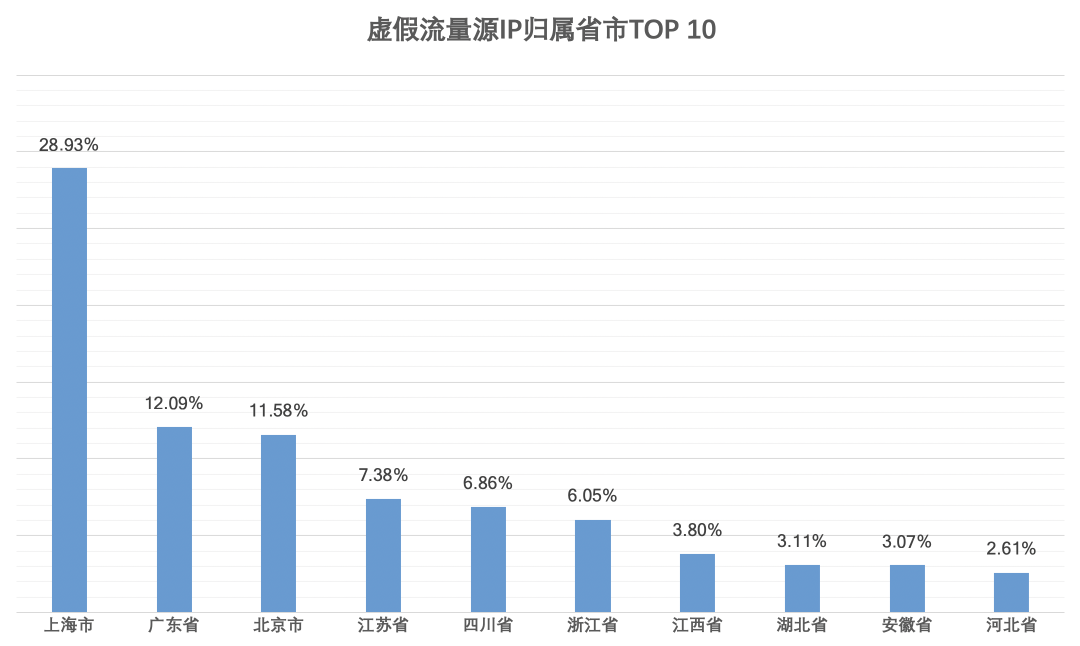 虚假流量源IP归属省市TOP 10
28.93%
12.09%
11.58%
7.38%
6.86%
6.05%
3.80%
3.11%
3.07%
2.61%
上海市
广东省
北京市
江苏省
四川省
浙江省
江西省
湖北省
安徽省
河北省